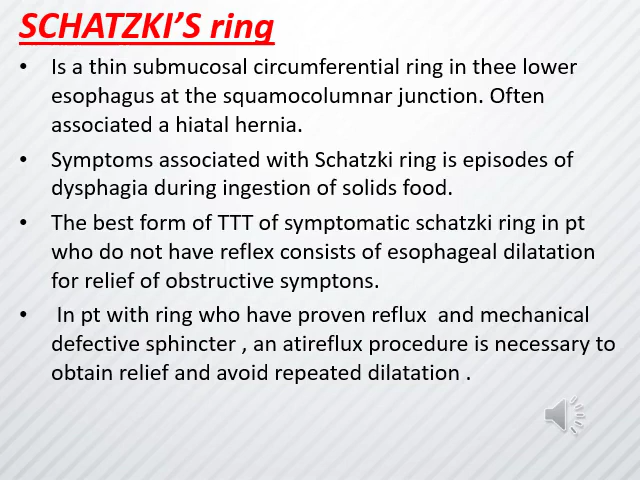 SCHATZKI’S ring
• Is a thin submucosal circumferential ring in thee lower
esophagus at the squamocolumnar junction. Often
associated a hiatal hernia.
• Symptoms associated with Schatzki ring is episodes of
dysphagia during ingestion of solids food.
• The best form of TTT of symptomatic schatzki ring in pt
who do not have reflex consists of esophageal dilatation
for relief of obstructive symptons.
• In pt with ring who have proven reflux and mechanical
defective sphincter , an atireflux procedure is necessary to
obtain relief and avoid repeated dilatation .